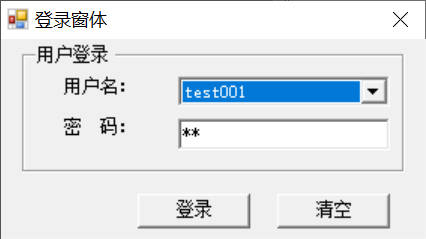 登录窗体
用户登录
用户名: test001
密 码: **
登录 清空